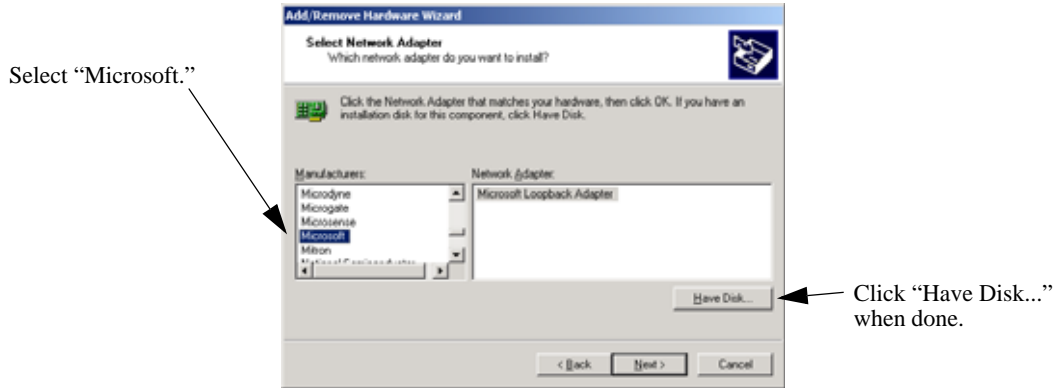 Add/Remove Hardware Wizard
Select Network Adapter
Which network adapter do you want to install?
Select “Microsoft.”
Click the Network Adapter that matches your hardware, then click OK. If you have an
installation disk for this component, click Have Disk.
Manufacturers:
Network Adapter:
Microdyne
Microgate
Microsense
Microsoft
Mitron
National Semiconductor
Microsoft Loopback Adapter
Have Disk...
Click “Have Disk...”
when done.
< Back
Next >
Cancel